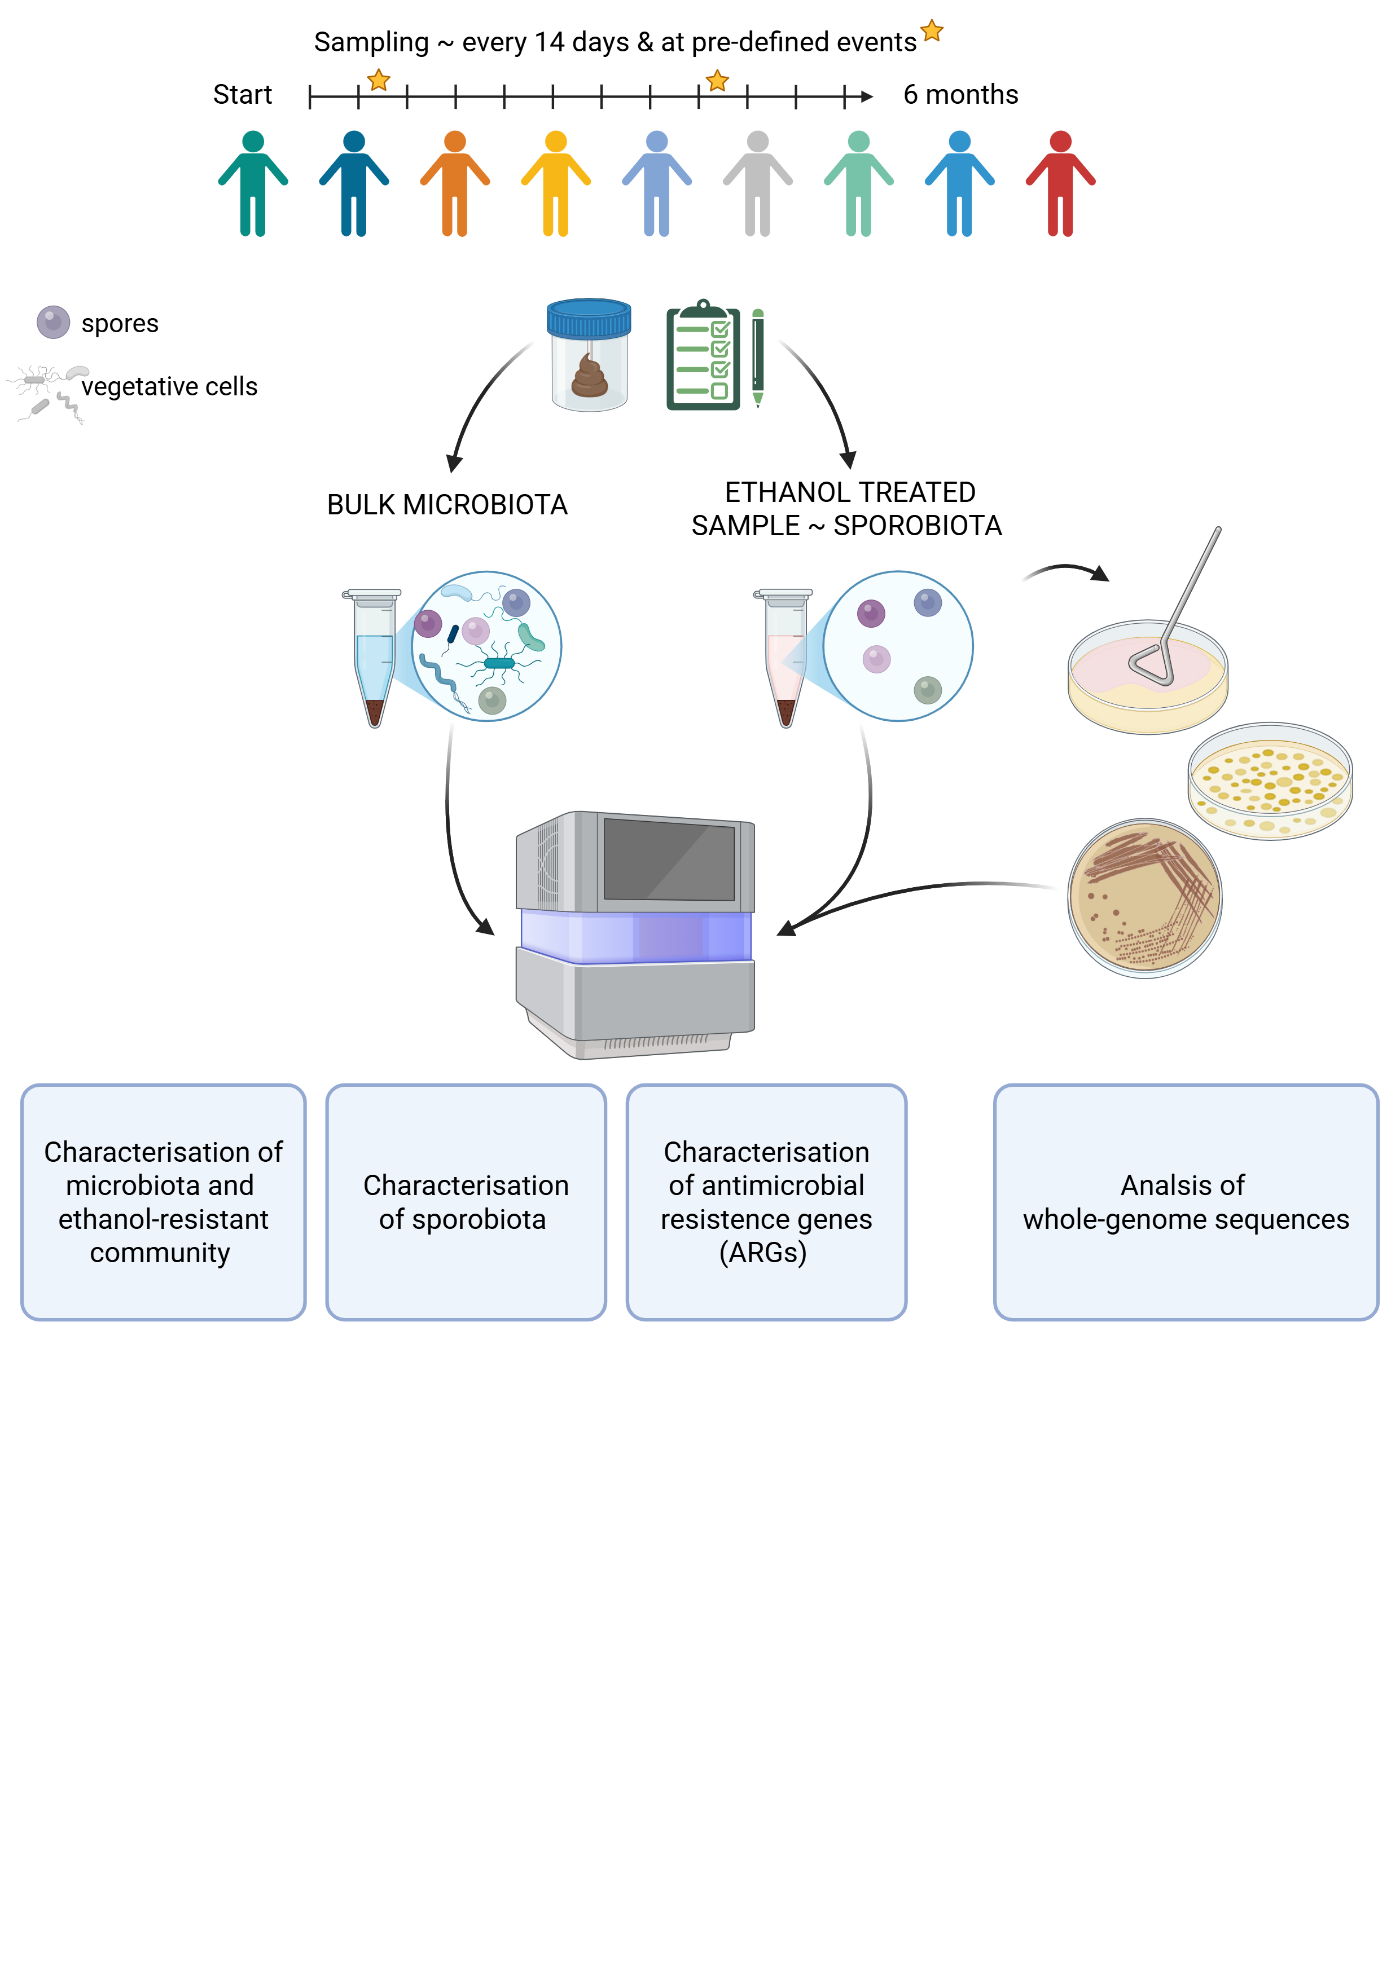 Sampling ~ every 14 days & at pre-defined events
Start
6 months
spores
vegetative cells
BULK MICROBIOTA
ETHANOL TREATED
SAMPLE ~ SPOROBIOTA
Characterisation of
microbiota and
ethanol-resistant
community
Characterisation
of sporobiota
Characterisation
of antimicrobial
resistence genes
(ARGs)
Analsis of
whole-genome sequences